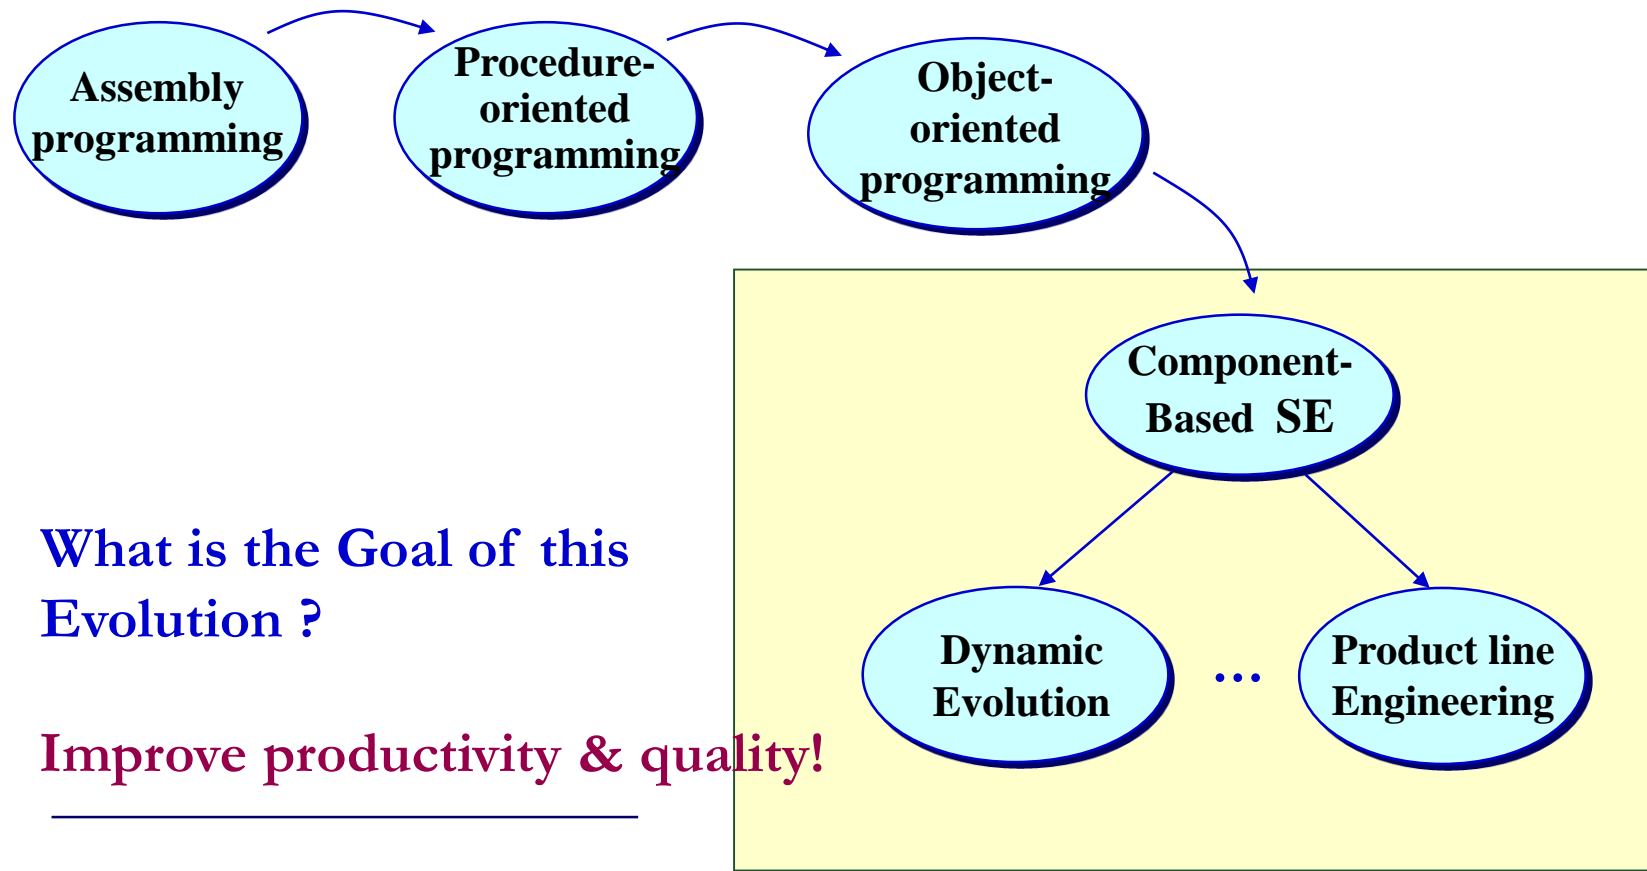 Assembly
programming
Procedure-
oriented
programming
Object-
oriented
programming
Component-
Based SE
What is the Goal of this
Evolution ?
Dynamic
Evolution
...
Product line
Engineering
Improve productivity & quality!